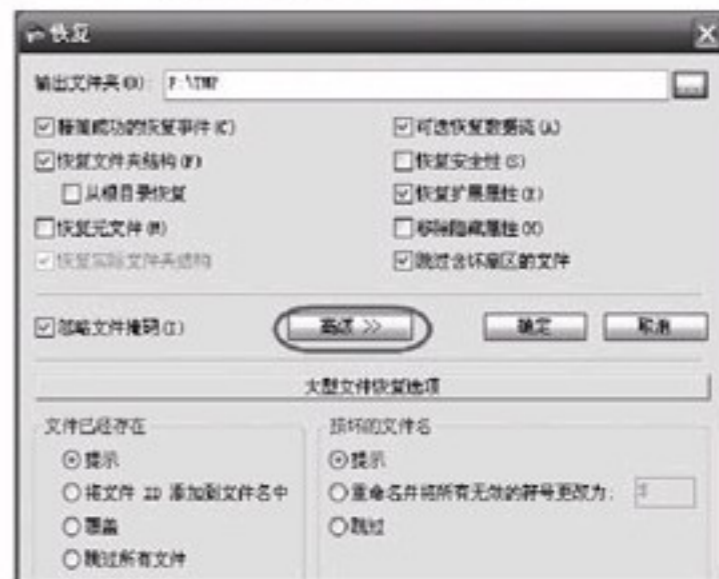 恢复
输出文件夹(O): F:\TMP ...
隐藏成功的恢复事件(C)
可选恢复数据流(A)
恢复文件夹结构(F)
恢复安全性(S)
从根目录恢复
恢复扩展属性(E)
恢复元文件(M)
移除隐藏属性(H)
恢复实际文件夹结构
跳过含坏扇区的文件
忽略文件掩码(I)
高级 >>
确定
取消
大型文件恢复选项
文件已经存在
损坏的文件名
提示
提示
将文件 ID 添加到文件名中
重命名并将所有无效的符号更改为:
覆盖
跳过
跳过所有文件